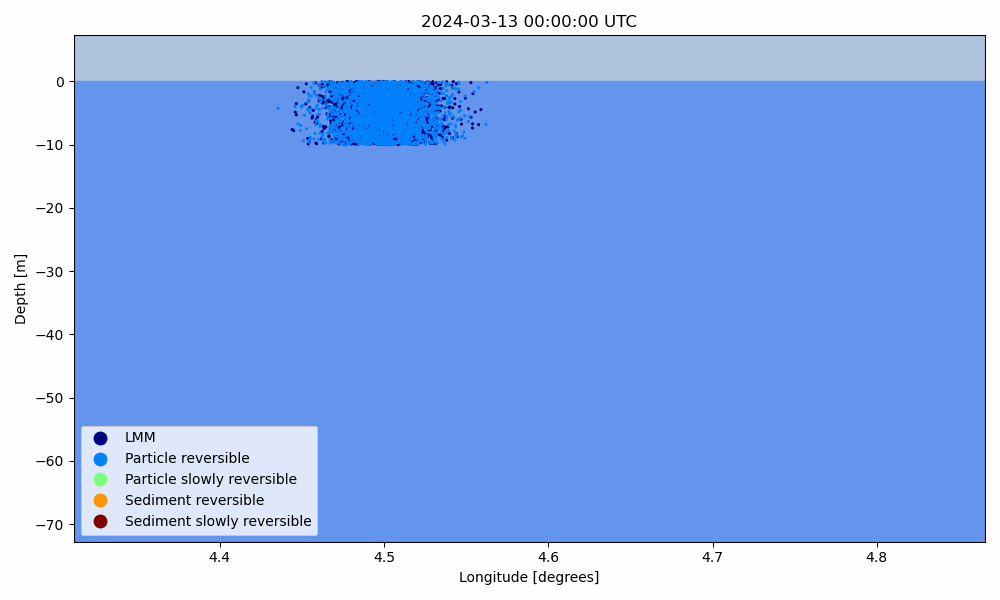 2024-03-13 00:00:00 UTC
0
−10
−20
−30
−40
−50
−60
−70
Depth [m]
LMM
Particle reversible
Particle slowly reversible
Sediment reversible
Sediment slowly reversible
4.4 4.5 4.6 4.7 4.8
Longitude [degrees]